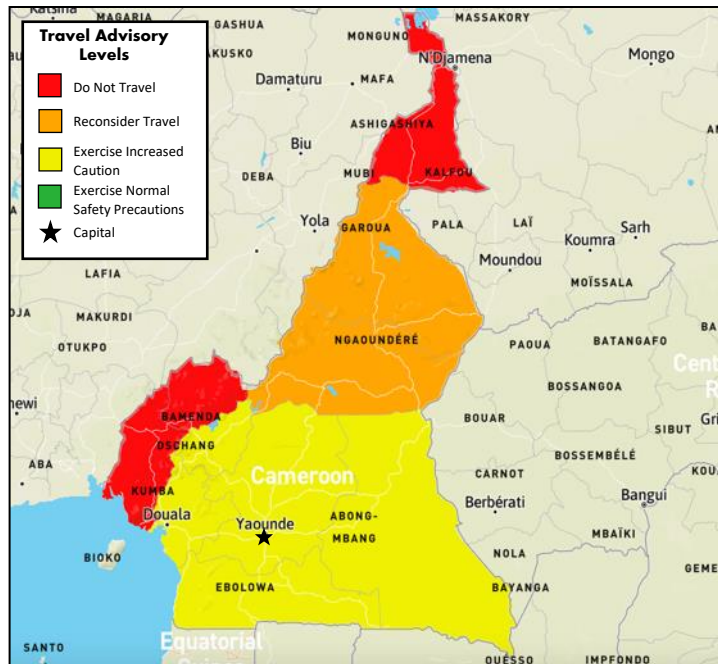 Travel Advisory
Levels
Do Not Travel
Reconsider Travel
Exercise Increased
Caution
Exercise Normal
Safety Precautions
Capital
MAGARIA
GASHUA
MASSAKORY
MONGUNO
N'Djamena
Mongo
Damaturu
MAFA
ASHIGASHIYA
Biu
DEBA
MUBI
KALFOU
Yola
GAROUA
PALA
LAÏ
Sarh
Koumra
Moundou
MOÏSSALA
LAFIA
MAKURDI
OTUKPO
NGAOUNDÉRÉ
PAOUA
BATANGAFO
BOSSANGOA
BAMENDA
BOUAR
SIBUT
ABA
DSCHANG
BOSSEMBÉLÉ
KUMBA
Cameroon
CARNOT
Berbérati
Bangui
Douala
Yaounde
ABONG-
MBANG
MBAÏKI
BIOKO
NOLA
EBOLOWA
BAYANGA
SANTO
Equatorial
OUESSO
IMPFONDO